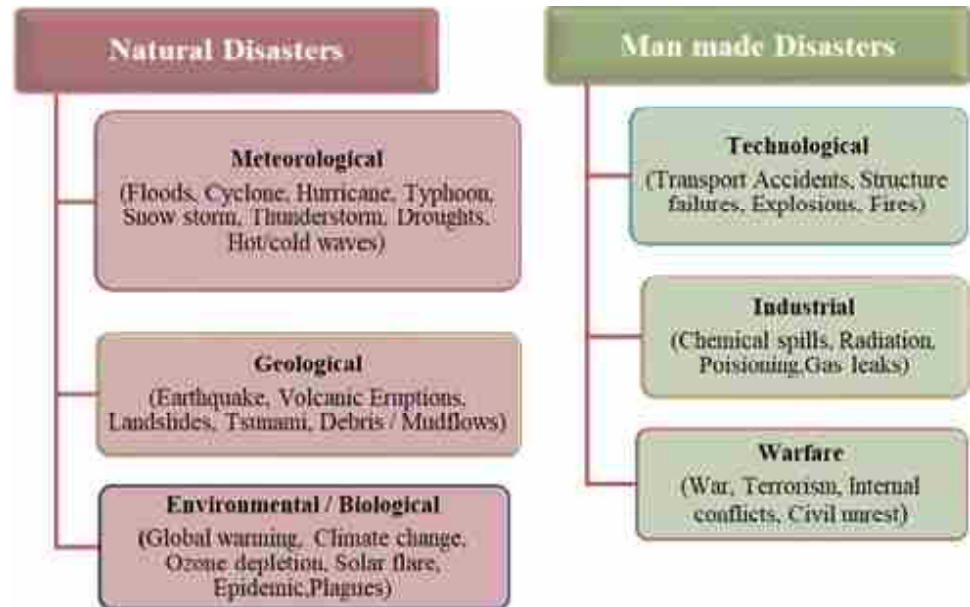 Natural Disasters
Meteorological
(Floods, Cyclone, Hurricane, Typhoon,
Snow storm, Thunderstorm, Droughts,
Hot/cold waves)
Geological
(Earthquake, Volcanic Eruptions,
Landslides, Tsunami, Debris / Mudflows)
Environmental / Biological
(Global warming, Climate change,
Ozone depletion, Solar flare,
Epidemic,Plagues)
Man made Disasters
Technological
(Transport Accidents, Structure
failures, Explosions, Fires)
Industrial
(Chemical spills, Radiation,
Poisioning,Gas leaks)
Warfare
(War, Terrorism, Internal
conflicts, Civil unrest)